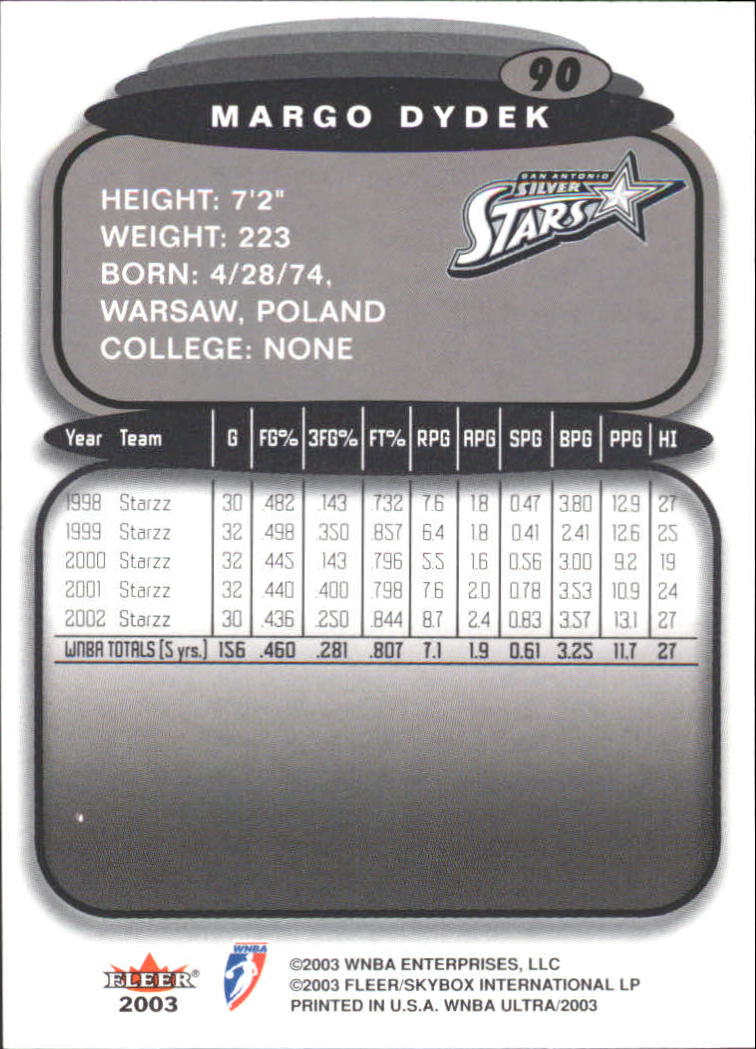 90
MARGO DYDEK
SAN ANTONIO
SILVER
STARS
HEIGHT: 7'2"
WEIGHT: 223
BORN: 4/28/74,
WARSAW, POLAND
COLLEGE: NONE
Year Team G FG% 3FG% FT% RPG APG SPG BPG PPG HI
1998 Starzz 30 .482 .143 .732 7.6 1.8 0.47 3.80 12.9 27
1999 Starzz 32 .498 .350 .857 6.4 1.8 0.41 2.41 12.6 25
2000 Starzz 32 .445 .143 .796 5.5 1.6 0.56 3.00 9.2 19
2001 Starzz 32 .440 .400 .798 7.6 2.0 0.78 3.53 10.9 24
2002 Starzz 30 .436 .250 .844 8.7 2.4 0.83 3.57 13.1 27
WNBA TOTALS (5 yrs.) 156 .460 .281 .807 7.1 1.9 0.61 3.25 11.7 27
FLEER®
2003
WNBA
©2003 WNBA ENTERPRISES, LLC
©2003 FLEER/SKYBOX INTERNATIONAL LP
PRINTED IN U.S.A. WNBA ULTRA/2003